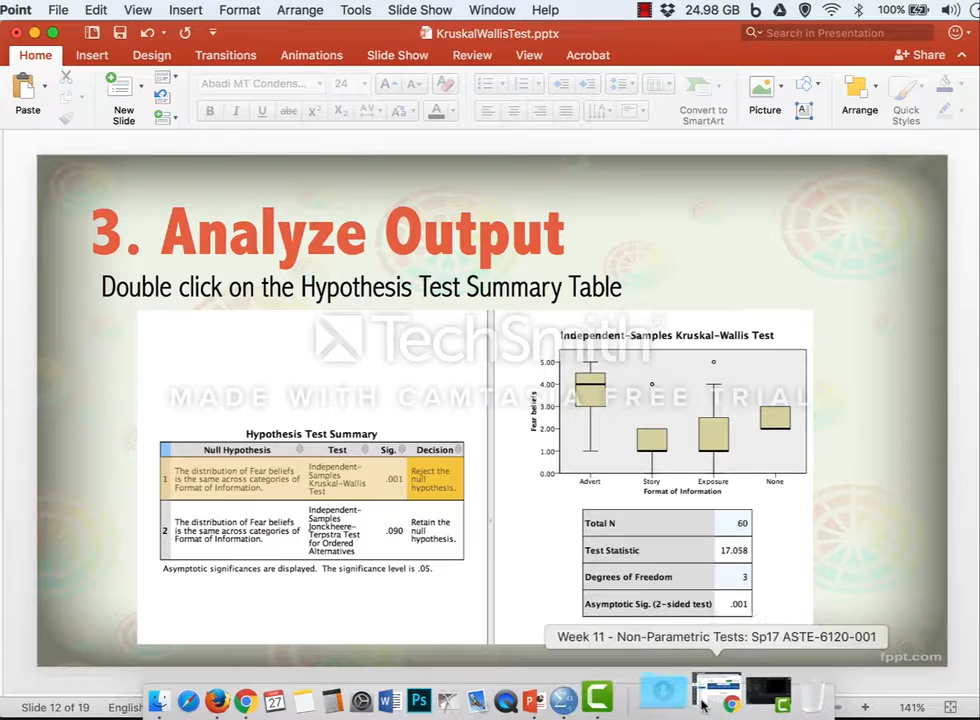 Point File Edit View Insert Format Arrange Tools Slide Show Window Help 24.98 GB 100%
KruskalWallisTest.pptx Search in Presentation
Home Insert Design Transitions Animations Slide Show Review View Acrobat Share
Abadi MT Condens... 24
Paste New Slide Convert to SmartArt Picture Arrange Quick Styles
B I U abc X² X₂ AV Aa A
3. Analyze Output
Double click on the Hypothesis Test Summary Table
TechSmith
MADE WITH CAMTASIA FREE TRIAL
Hypothesis Test Summary
Null Hypothesis Test Sig. Decision
1 The distribution of Fear beliefs is the same across categories of Format of Information. Independent-Samples Kruskal-Wallis Test .001 Reject the null hypothesis.
2 The distribution of Fear beliefs is the same across categories of Format of Information. Independent-Samples Jonckheere-Terpstra Test for Ordered Alternatives .090 Retain the null hypothesis.
Asymptotic significances are displayed. The significance level is .05.
Independent-Samples Kruskal-Wallis Test
5.00
4.00
3.00
2.00
1.00
0.00
Fear beliefs
Advert Story Exposure None
Format of Information
Total N 60
Test Statistic 17.058
Degrees of Freedom 3
Asymptotic Sig. (2-sided test) .001
Week 11 - Non-Parametric Tests: Sp17 ASTE-6120-001
fppt.com
27
Ps
Slide 12 of 19 English 141%